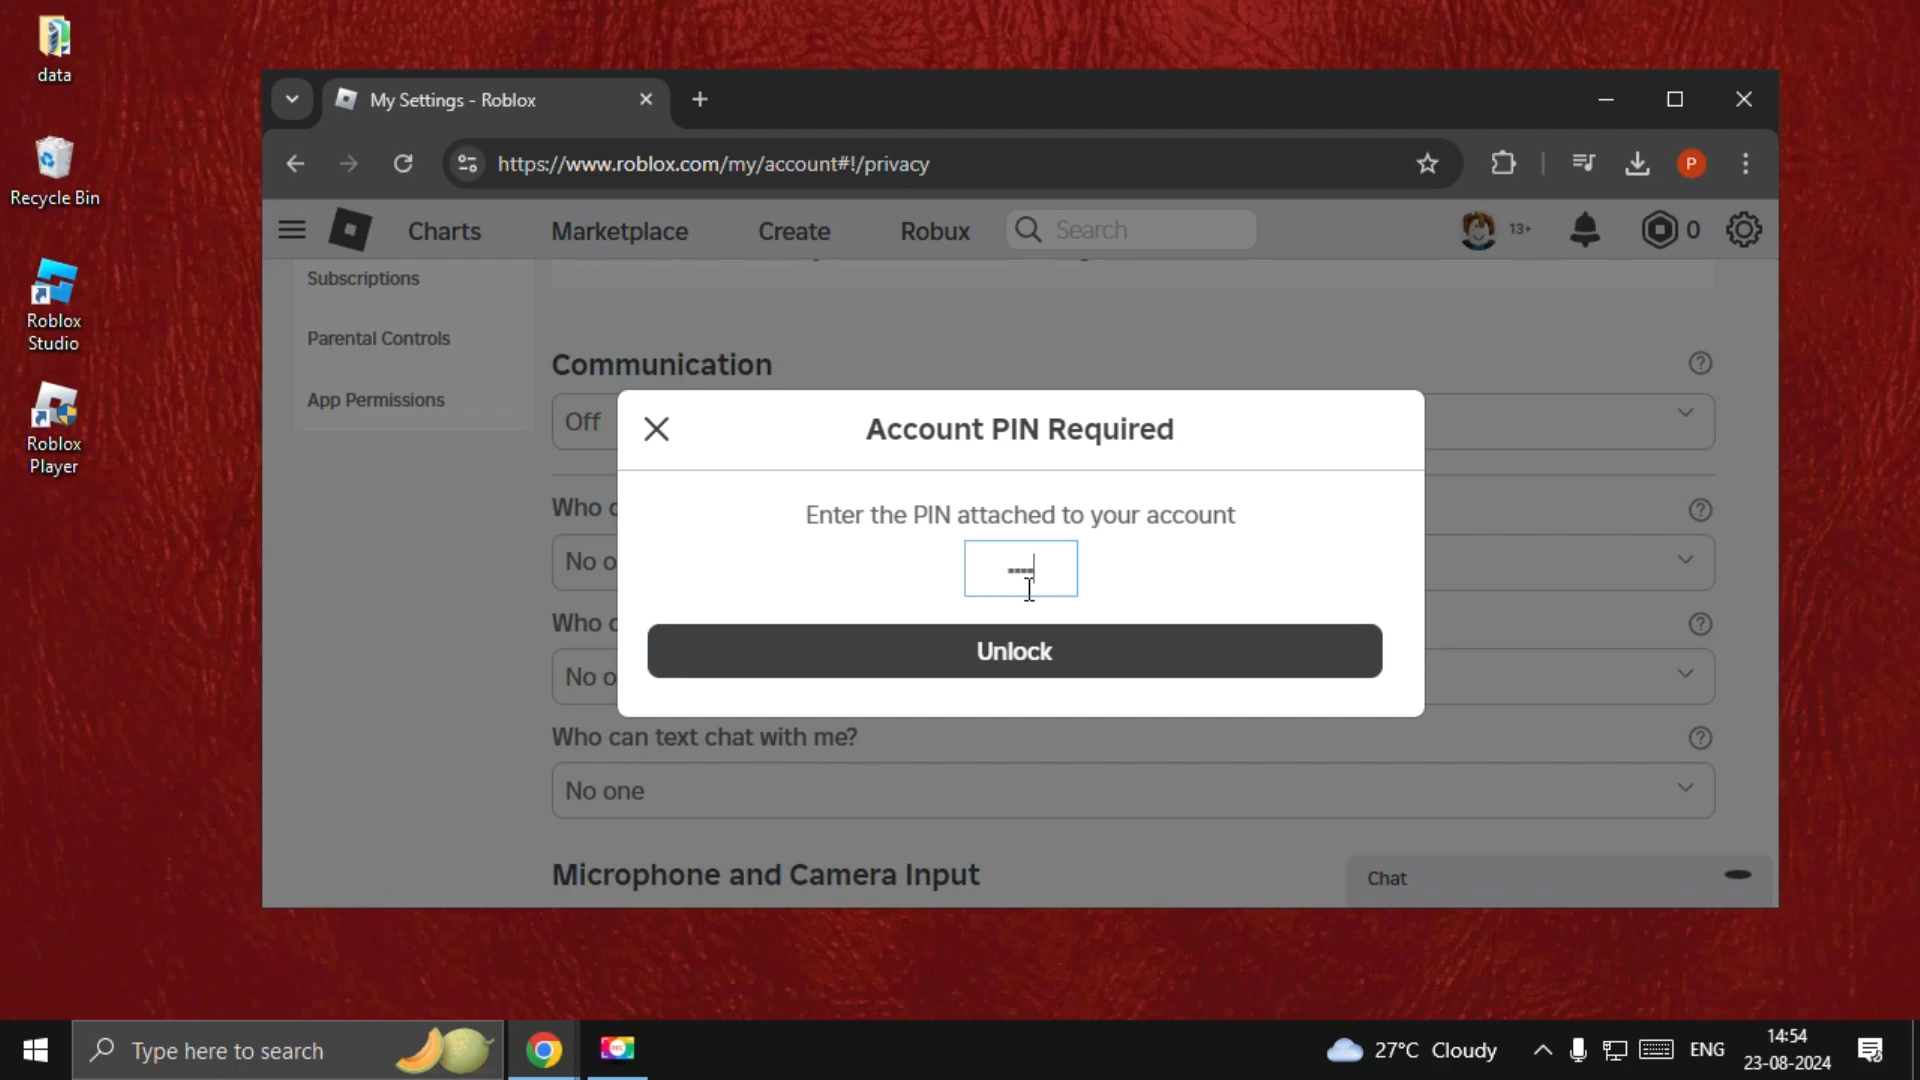 data
Recycle Bin
Roblox
Studio
Roblox
Player
My Settings - Roblox
https://www.roblox.com/my/account#!/privacy
P
Charts
Marketplace
Create
Robux
Search
13+
0
Subscriptions
Parental Controls
App Permissions
Communication
Off
Account PIN Required
Enter the PIN attached to your account
----
Unlock
Who
No o
Who
No o
Who can text chat with me?
No one
Microphone and Camera Input
Chat
Type here to search
27°C Cloudy
ENG
14:54
23-08-2024